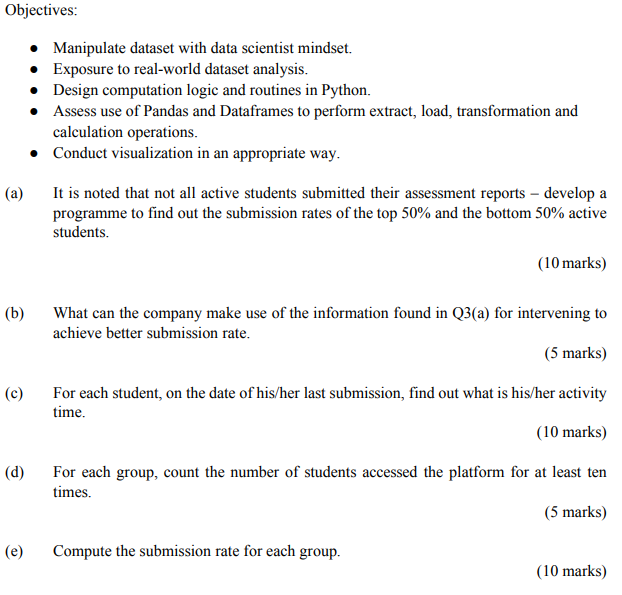 Objectives:
● Manipulate dataset with data scientist mindset.
● Exposure to real-world dataset analysis.
● Design computation logic and routines in Python.
● Assess use of Pandas and Dataframes to perform extract, load, transformation and
calculation operations.
● Conduct visualization in an appropriate way.
(a) It is noted that not all active students submitted their assessment reports – develop a
programme to find out the submission rates of the top 50% and the bottom 50% active
students.
(10 marks)
(b) What can the company make use of the information found in Q3(a) for intervening to
achieve better submission rate.
(5 marks)
(c) For each student, on the date of his/her last submission, find out what is his/her activity
time.
(10 marks)
(d) For each group, count the number of students accessed the platform for at least ten
times.
(5 marks)
(e) Compute the submission rate for each group.
(10 marks)